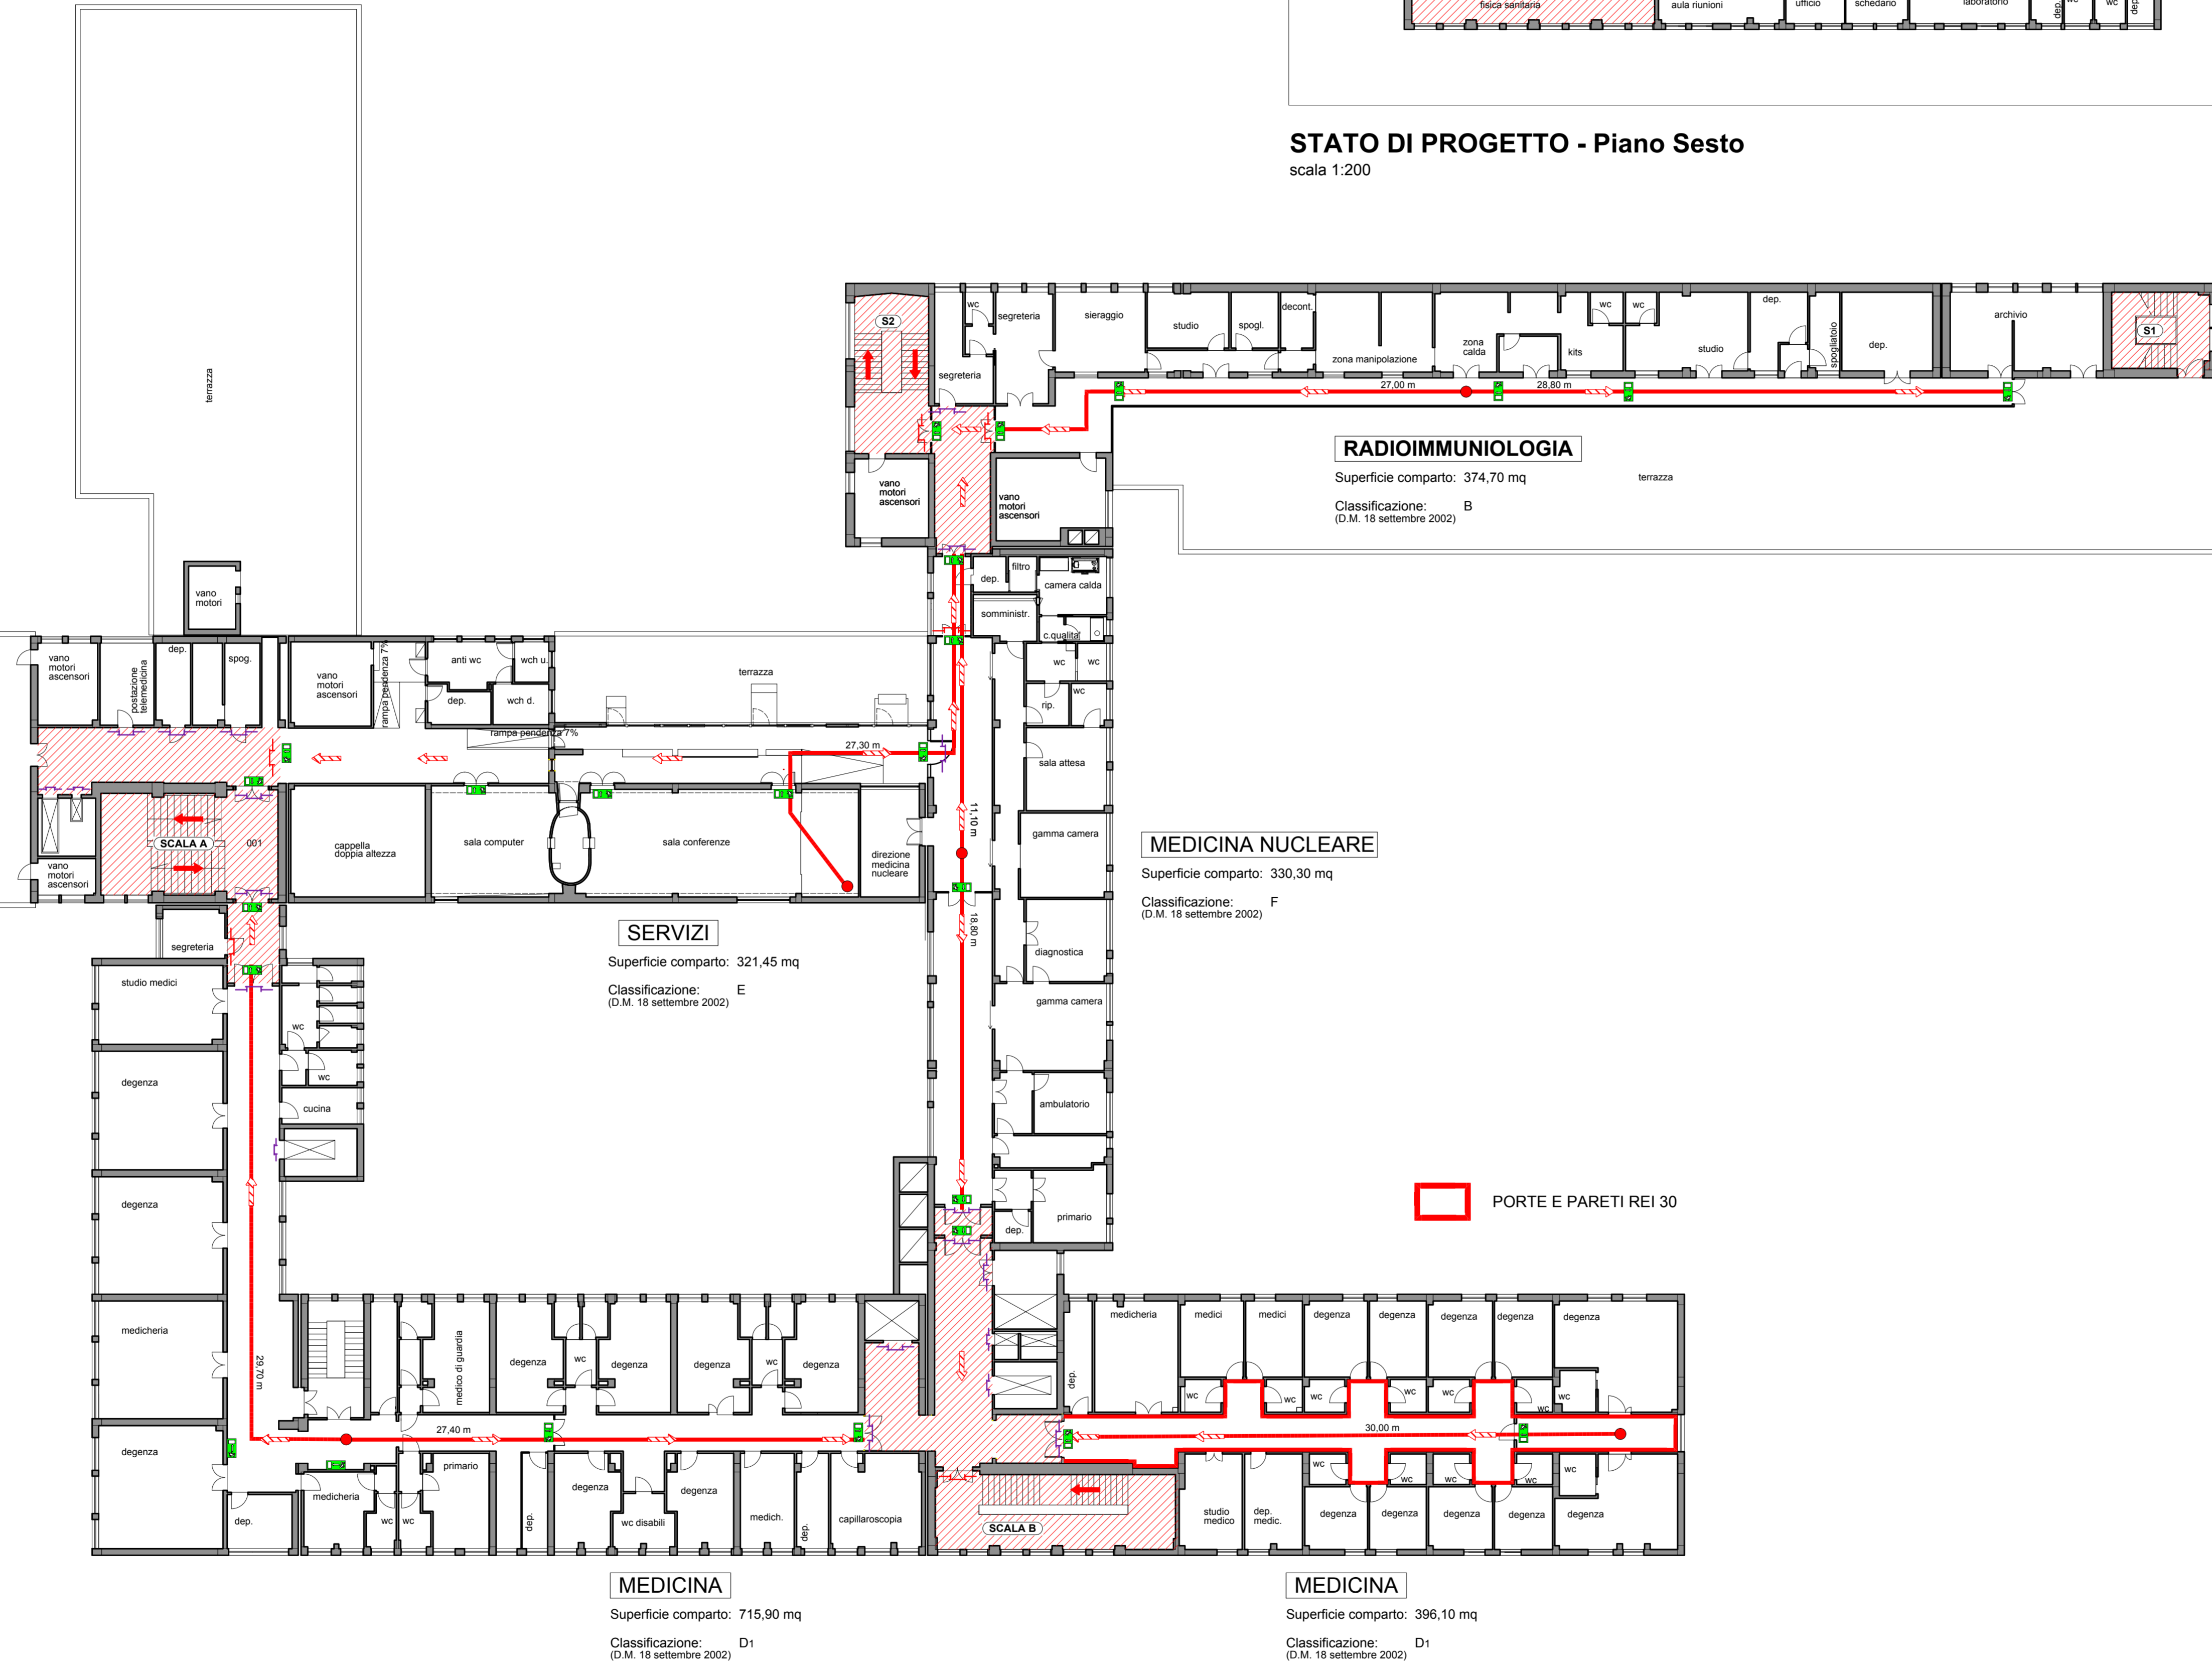 fisica sanitaria
aula riunioni
ufficio
schedario
laboratorio
dep.
wc
wc
dep.
STATO DI PROGETTO - Piano Sesto
scala 1:200
terrazza
S2
wc
segreteria
segreteria
sieraggio
studio
spogl.
decont.
zona manipolazione
zona
calda
kits
wc
wc
studio
dep.
spogliatoio
dep.
archivio
S1
27,00 m
28,80 m
RADIOIMMUNIOLOGIA
Superficie comparto: 374,70 mq
Classificazione: B
(D.M. 18 settembre 2002)
terrazza
vano
motori
ascensori
vano
motori
ascensori
dep.
filtro
camera calda
somministr.
c.qualita'
wc
wc
rip.
wc
sala attesa
gamma camera
diagnostica
gamma camera
ambulatorio
primario
dep.
11,10 m
18,80 m
MEDICINA NUCLEARE
Superficie comparto: 330,30 mq
Classificazione: F
(D.M. 18 settembre 2002)
vano
motori
vano
motori
ascensori
postazione
telemedicina
dep.
spog.
vano
motori
ascensori
rampa pendenza 7%
anti wc
wch u.
dep.
wch d.
terrazza
rampa pendenza 7%
27,30 m
SCALA A
001
vano
motori
ascensori
cappella
doppia altezza
sala computer
sala conferenze
direzione
medicina
nucleare
SERVIZI
Superficie comparto: 321,45 mq
Classificazione: E
(D.M. 18 settembre 2002)
segreteria
studio medici
wc
degenza
wc
cucina
degenza
medicheria
29,70 m
degenza
dep.
medico di guardia
degenza
wc
degenza
degenza
wc
degenza
27,40 m
medicheria
wc
wc
primario
dep.
degenza
wc disabili
degenza
medich.
dep.
capillaroscopia
PORTE E PARETI REI 30
dep.
medicheria
medici
medici
degenza
degenza
degenza
degenza
degenza
wc
wc
wc
wc
wc
wc
wc
30,00 m
SCALA B
studio
medico
dep.
medic.
wc
wc
wc
wc
wc
degenza
degenza
degenza
degenza
degenza
MEDICINA
Superficie comparto: 715,90 mq
Classificazione: D1
(D.M. 18 settembre 2002)
MEDICINA
Superficie comparto: 396,10 mq
Classificazione: D1
(D.M. 18 settembre 2002)